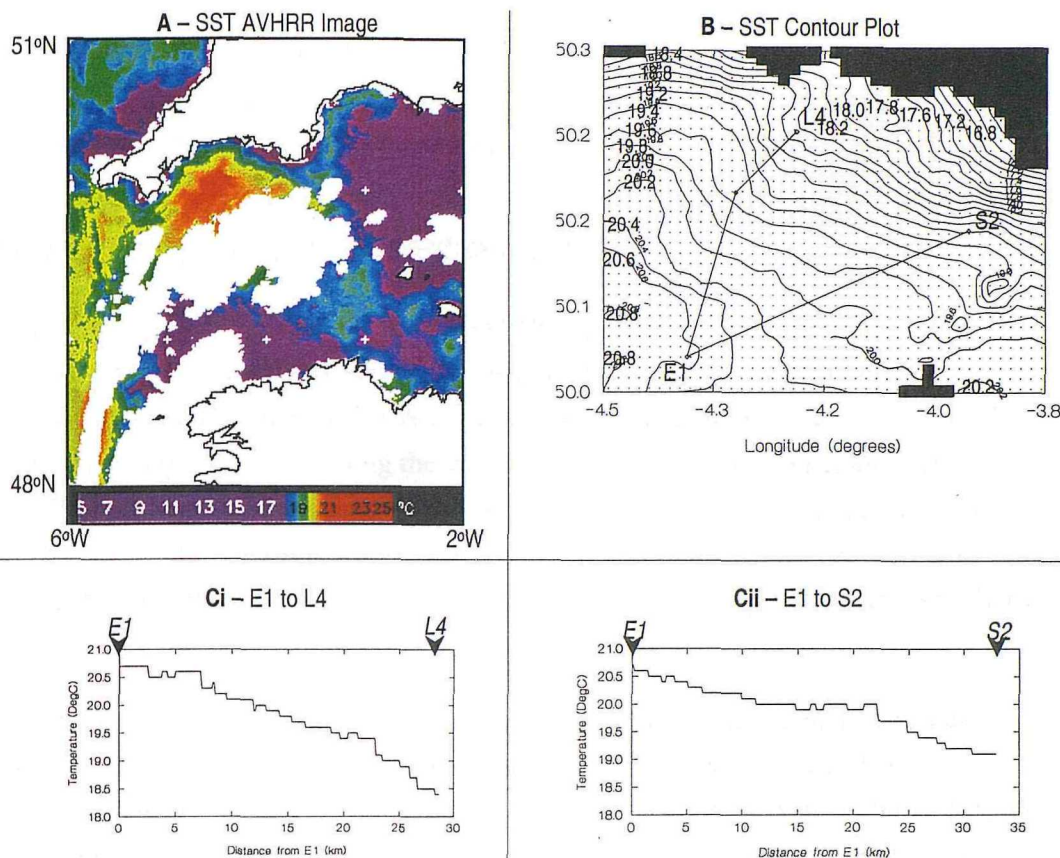 A – SST AVHRR Image
51ºN
48ºN
5 7 9 11 13 15 17 19 21 23 25 ºC
6ºW
2ºW
B – SST Contour Plot
50.3
50.2
50.2
50.1
50.0
18.4
18.8
19.2
19.4
19.6
19.8
20.0
20.2
20.4
20.6
20.8
20.8
L4
18.2
18.0
17.8
17.6
17.2
16.8
S2
E1
20.2
-4.5
-4.3
-4.2
-4.0
-3.8
Longitude (degrees)
Ci – E1 to L4
E1
L4
Temperature (DegC)
21.0
20.5
20.0
19.5
19.0
18.5
18.0
0 5 10 15 20 25 30
Distance from E1 (km)
Cii – E1 to S2
E1
S2
Temperature (DegC)
21.0
20.5
20.0
19.5
19.0
18.5
18.0
0 5 10 15 20 25 30 35
Distance from E1 (km)